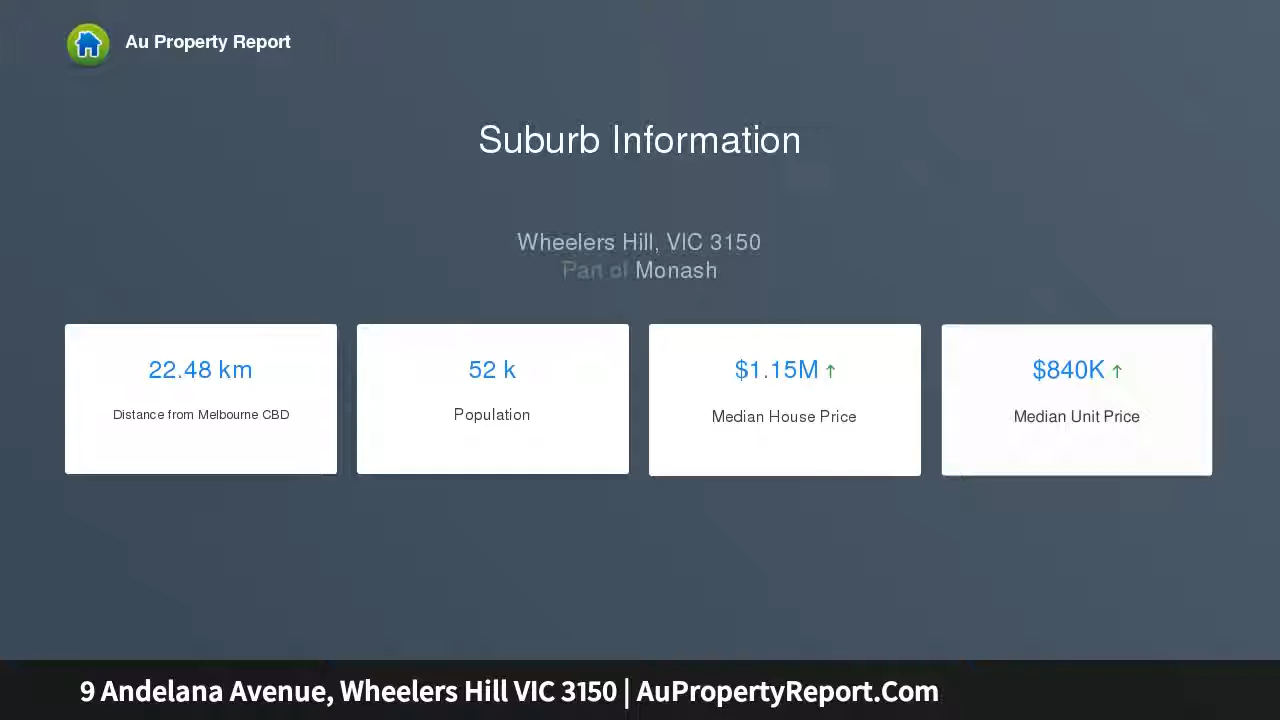 Au Property Report
Suburb Information
Wheelers Hill, VIC 3150
Part of Monash
22.48 km
Distance from Melbourne CBD
52 k
Population
$1.15M ↑
Median House Price
$840K ↑
Median Unit Price
9 Andelana Avenue, Wheelers Hill VIC 3150 | AuPropertyReport.Com